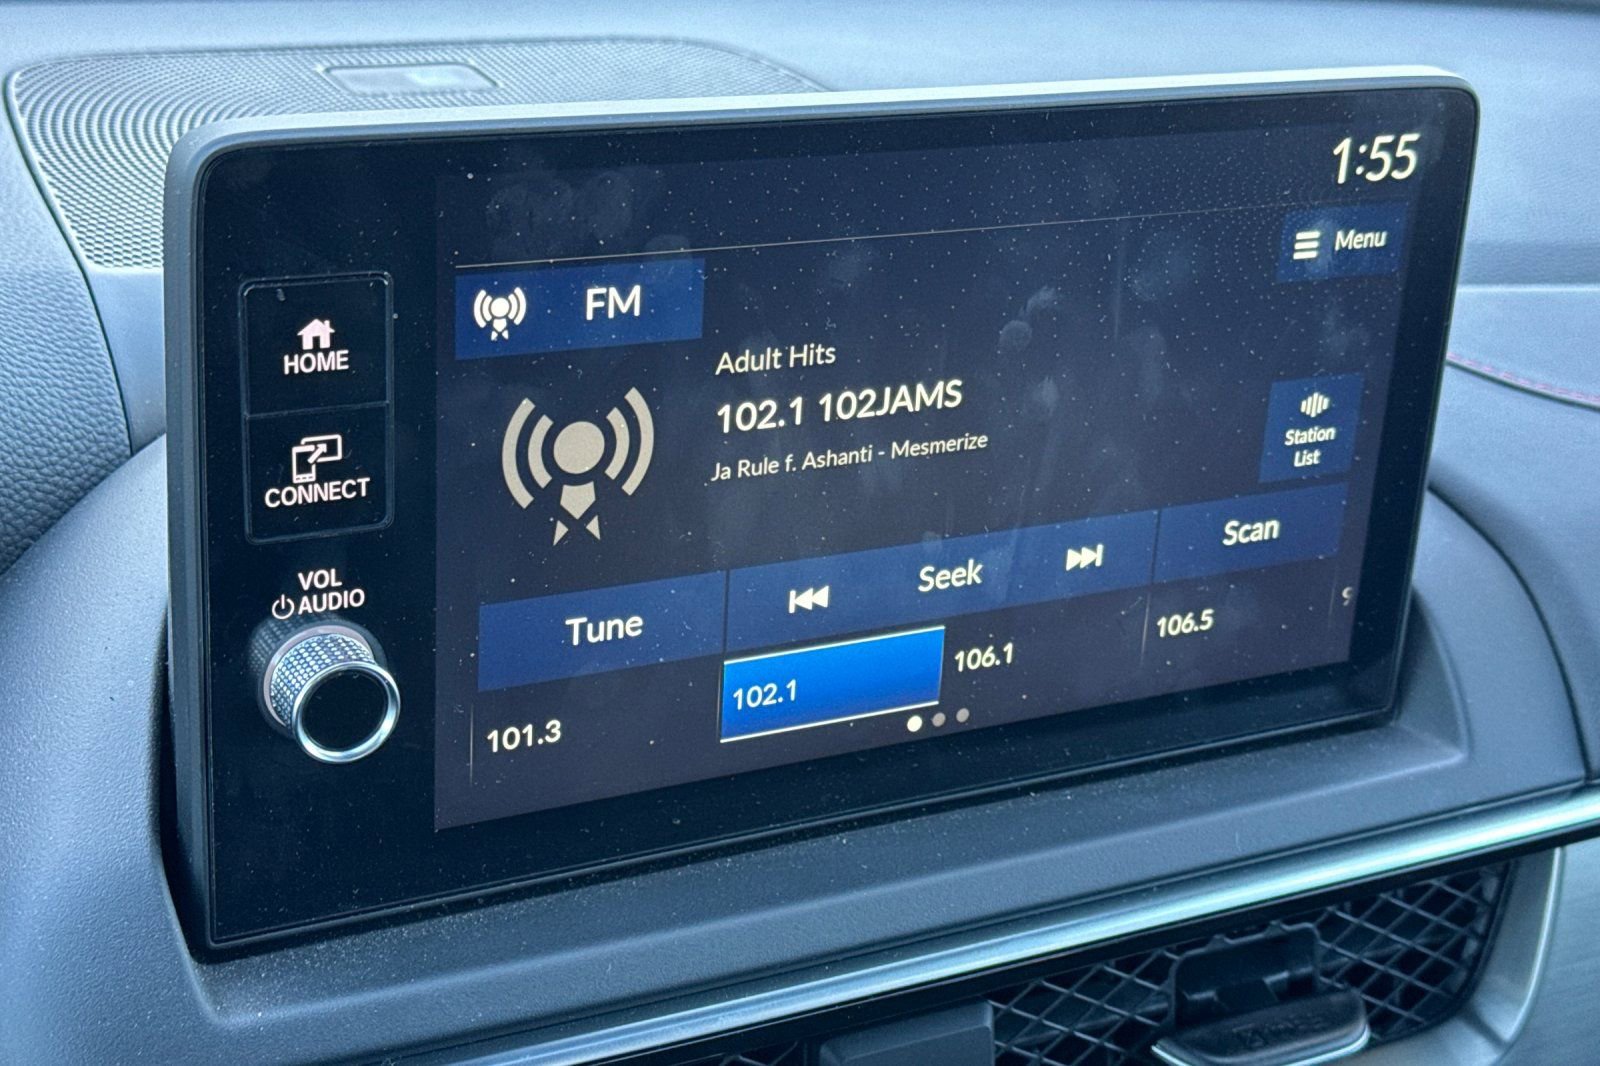 1:55
Menu
FM
HOME
Adult Hits
102.1 102JAMS
Ja Rule f. Ashanti - Mesmerize
Station
List
CONNECT
Tune
Seek
Scan
VOL
AUDIO
101.3
102.1
106.1
106.5